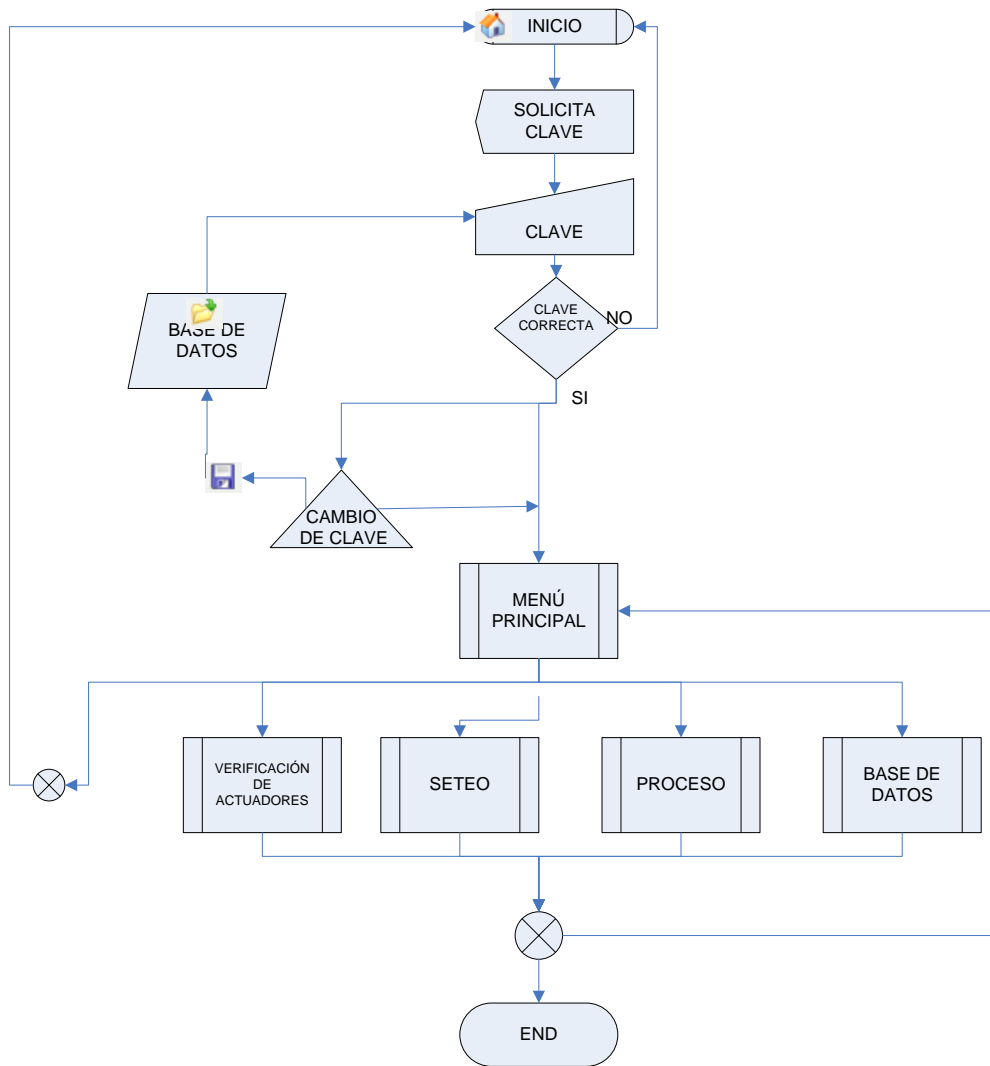 INICIO
SOLICITA
CLAVE
CLAVE
CLAVE
CORRECTA
NO
SI
BASE DE
DATOS
CAMBIO
DE CLAVE
MENÚ
PRINCIPAL
VERIFICACIÓN
DE
ACTUADORES
SETEO
PROCESO
BASE DE
DATOS
END